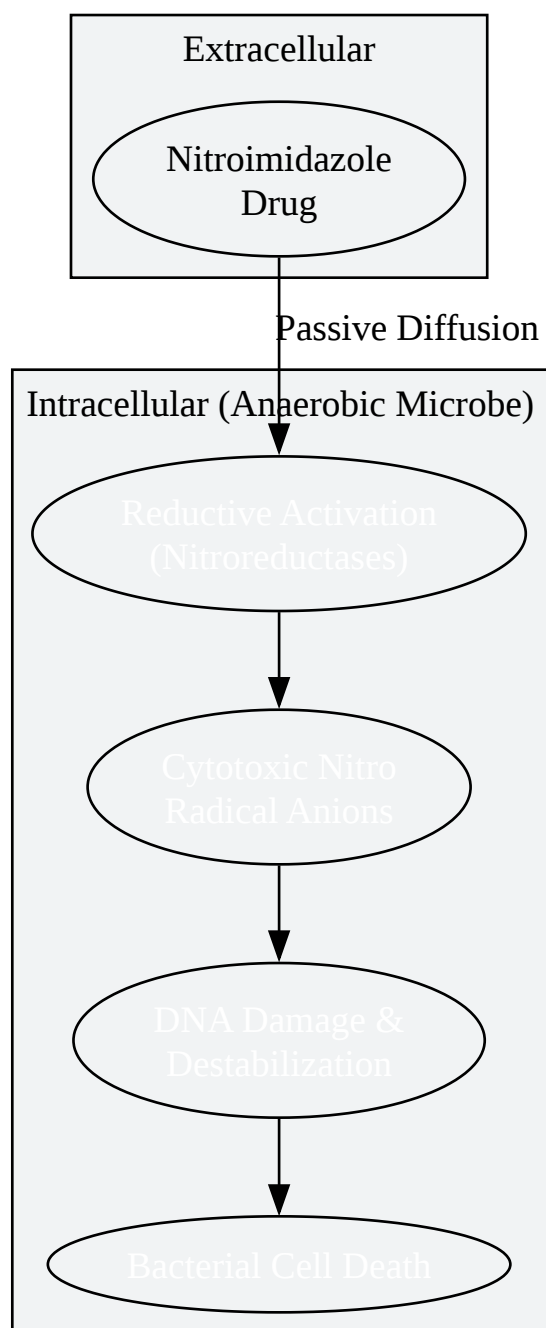 Extracellular
Nitroimidazole
Drug
Passive Diffusion
Intracellular (Anaerobic Microbe)
Reductive Activation
(Nitroreductases)
Cytotoxic Nitro
Radical Anions
DNA Damage &
Destabilization
Bacterial Cell Death